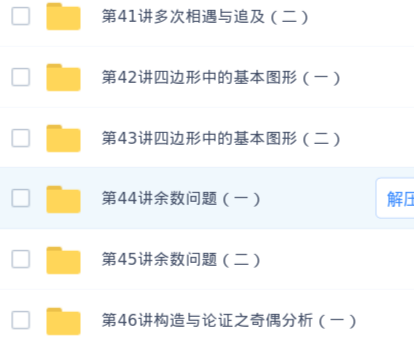 第41讲多次相遇与追及（二）
第42讲四边形中的基本图形（一）
第43讲四边形中的基本图形（二）
第44讲余数问题（一）
解压
第45讲余数问题（二）
第46讲构造与论证之奇偶分析（一）